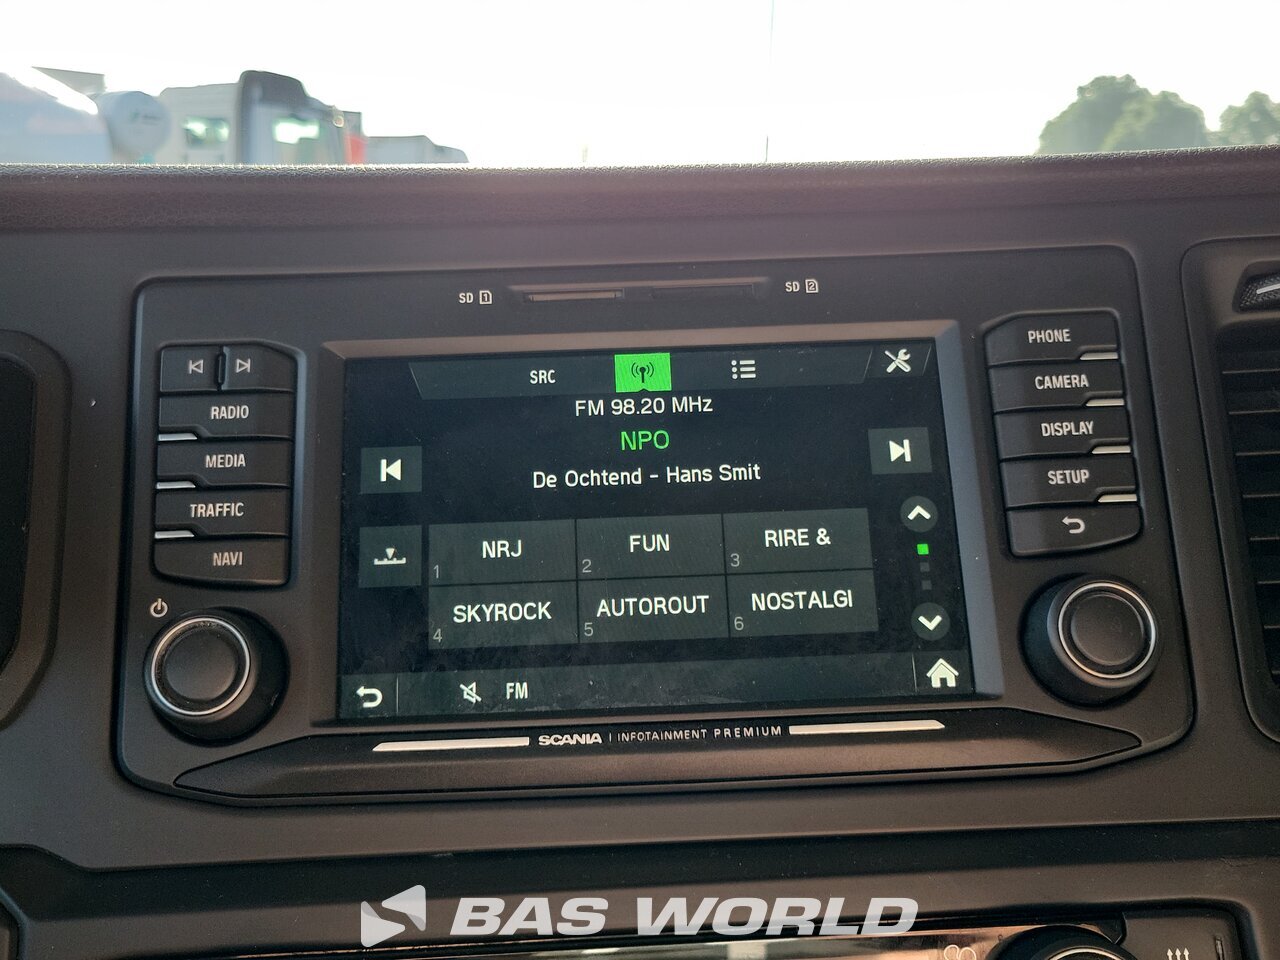 SD 1
SD 2
RADIO
MEDIA
TRAFFIC
NAVI
SRC
FM 98.20 MHz
NPO
De Ochtend - Hans Smit
1 NRJ
2 FUN
3 RIRE &
4 SKYROCK
5 AUTOROUT
6 NOSTALGI
FM
PHONE
CAMERA
DISPLAY
SETUP
SCANIA | INFOTAINMENT PREMIUM
BAS WORLD